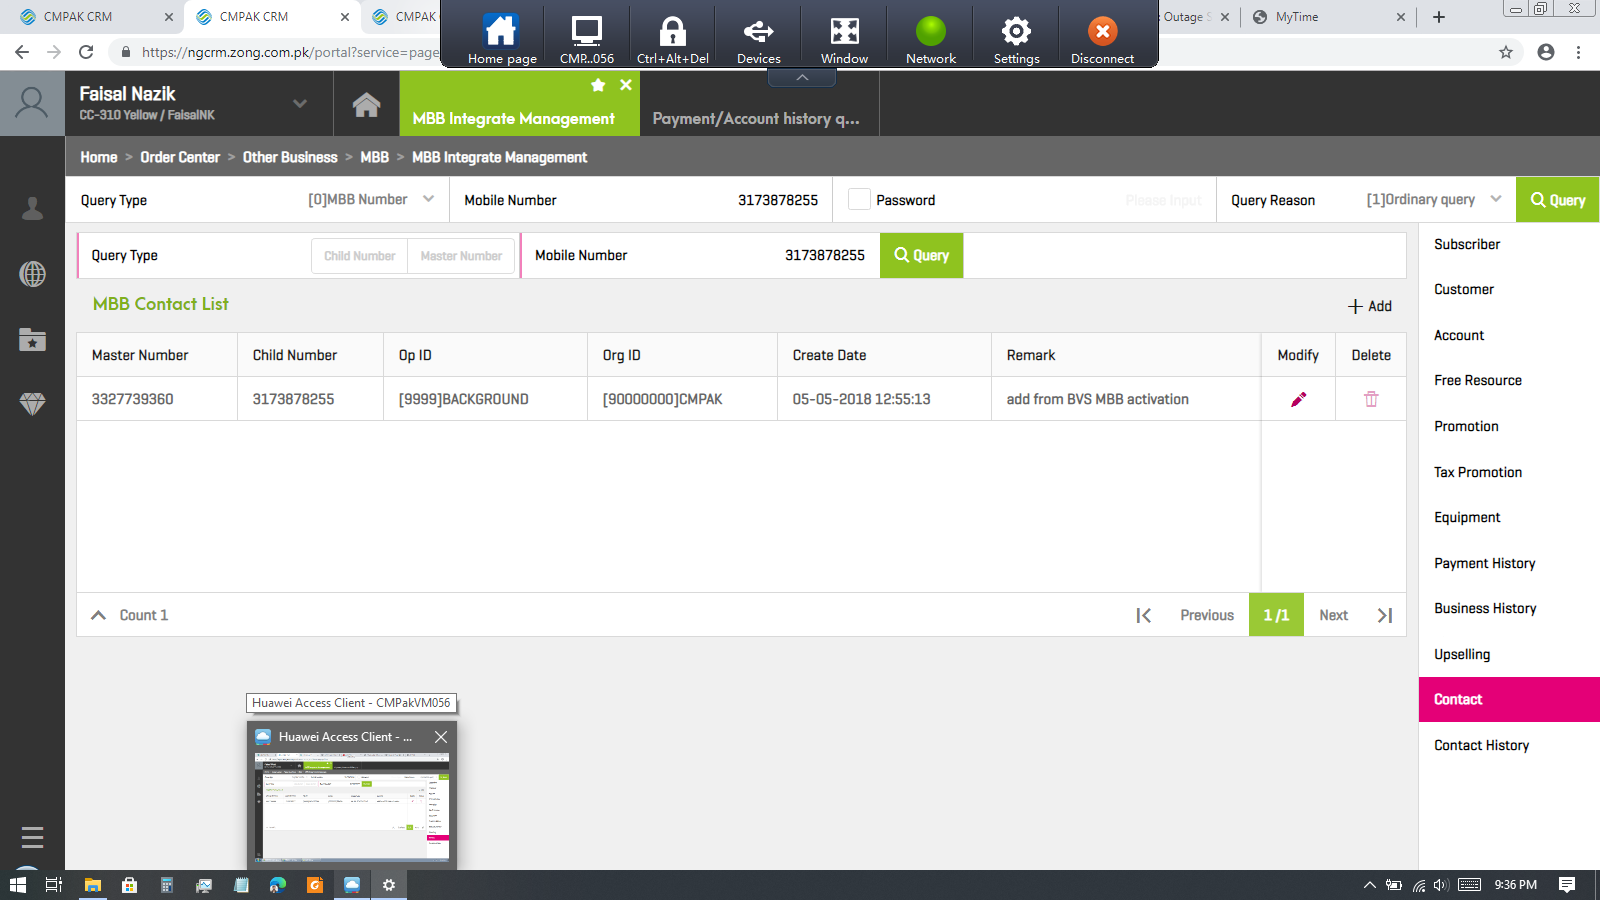 CMPAK CRM
CMPAK CRM
CMPAK
Outage
MyTime
https://ngcrm.zong.com.pk/portal?service=page
Home page
CMP...056
Ctrl+Alt+Del
Devices
Window
Network
Settings
Disconnect
Faisal Nazik
CC-310 Yellow / FaisalNK
MBB Integrate Management
Payment/Account history q...
Home > Order Center > Other Business > MBB > MBB Integrate Management
Query Type
[0]MBB Number
Mobile Number
3173878255
Password
Please Input
Query Reason
[1]Ordinary query
Query
Query Type
Child Number
Master Number
Mobile Number
3173878255
Query
MBB Contact List
Add
Master Number
Child Number
Op ID
Org ID
Create Date
Remark
Modify
Delete
3327739360
3173878255
[9999]BACKGROUND
[90000000]CMPAK
05-05-2018 12:55:13
add from BVS MBB activation
Count 1
Previous
1 /1
Next
Subscriber
Customer
Account
Free Resource
Promotion
Tax Promotion
Equipment
Payment History
Business History
Upselling
Contact
Contact History
Huawei Access Client - CMPakVM056
Huawei Access Client - ...
9:36 PM